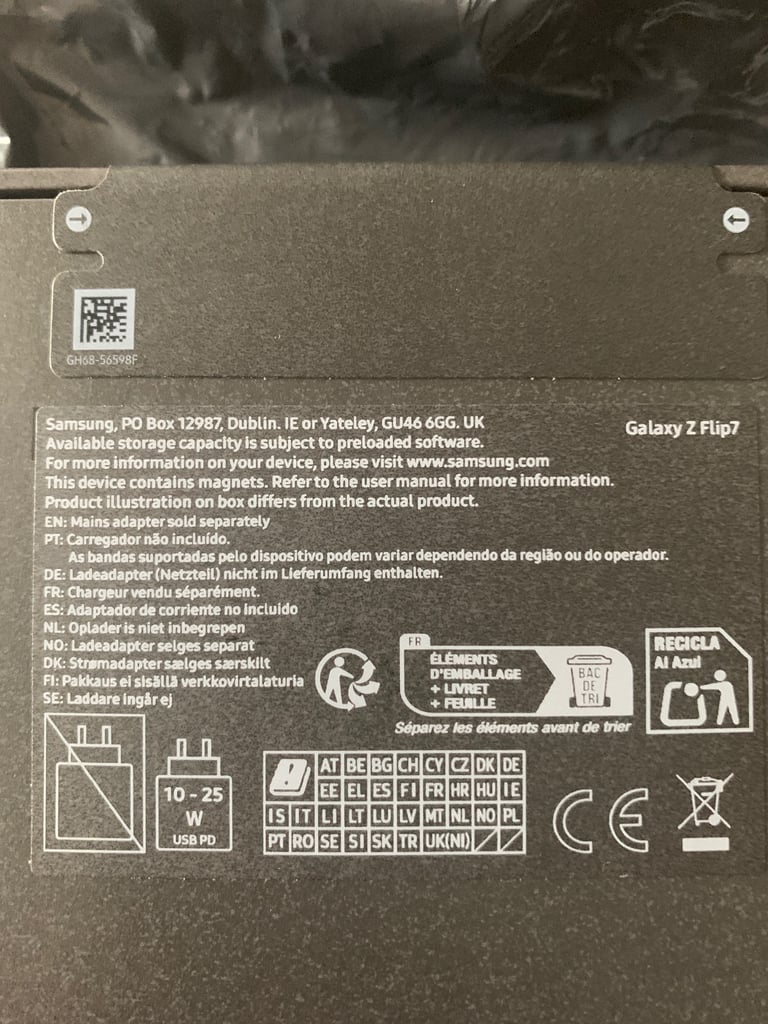 GH68-56598F
Samsung, PO Box 12987, Dublin. IE or Yateley, GU46 6GG. UK
Galaxy Z Flip7
Available storage capacity is subject to preloaded software.
For more information on your device, please visit www.samsung.com
This device contains magnets. Refer to the user manual for more information.
Product illustration on box differs from the actual product.
EN: Mains adapter sold separately
PT: Carregador não incluído.
As bandas suportadas pelo dispositivo podem variar dependendo da região ou do operador.
DE: Ladeadapter (Netzteil) nicht im Lieferumfang enthalten.
FR: Chargeur vendu séparément.
ES: Adaptador de corriente no incluido
NL: Oplader is niet inbegrepen
NO: Ladeadapter selges separat
DK: Strømadapter sælges særskilt
FI: Pakkaus ei sisällä verkkovirtalaturia
SE: Laddare ingår ej
FR
ÉLÉMENTS
D'EMBALLAGE
+ LIVRET
+ FEUILLE
BAC
DE
TRI
Séparez les éléments avant de trier
RECICLA
Al Azul
10 - 25
W
USB PD
AT BE BG CH CY CZ DK DE
EE EL ES FI FR HR HU IE
IS IT LI LT LU LV MT NL NO PL
PT RO SE SI SK TR UK(NI)
CE